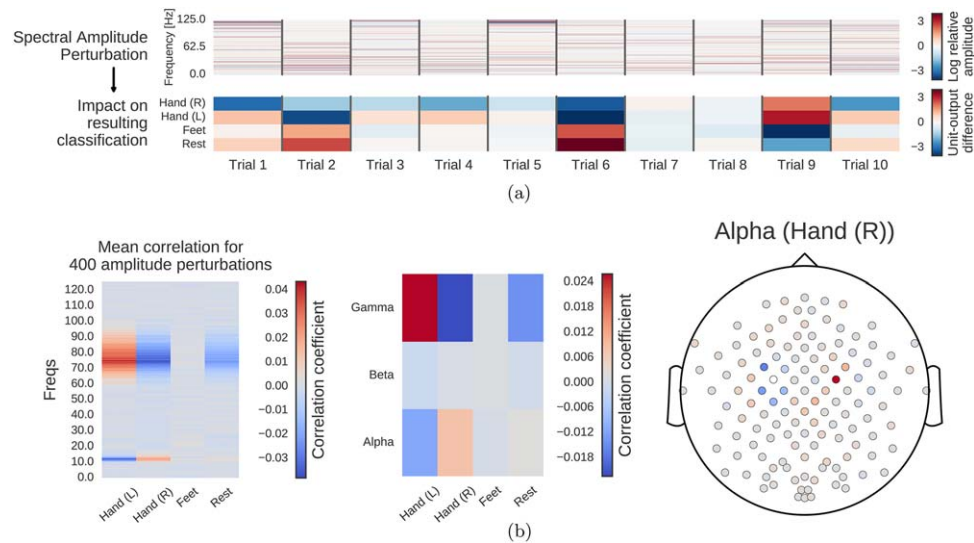 Spectral Amplitude
Perturbation
Impact on
resulting
classification
Frequency [Hz]
125.0
62.5
0.0
3
0
−3
Log relative
amplitude
Hand (R)
Hand (L)
Feet
Rest
3
0
−3
Unit-output
difference
Trial 1 Trial 2 Trial 3 Trial 4 Trial 5 Trial 6 Trial 7 Trial 8 Trial 9 Trial 10
(a)
Mean correlation for
400 amplitude perturbations
Freqs
120.0
110.0
100.0
90.0
80.0
70.0
60.0
50.0
40.0
30.0
20.0
10.0
0.0
Hand (L) Hand (R) Feet Rest
0.04
0.03
0.02
0.01
0.00
−0.01
−0.02
−0.03
Correlation coefficient
Gamma
Beta
Alpha
Hand (L) Hand (R) Feet Rest
0.024
0.018
0.012
0.006
0.000
−0.006
−0.012
−0.018
Correlation coefficient
Alpha (Hand (R))
(b)